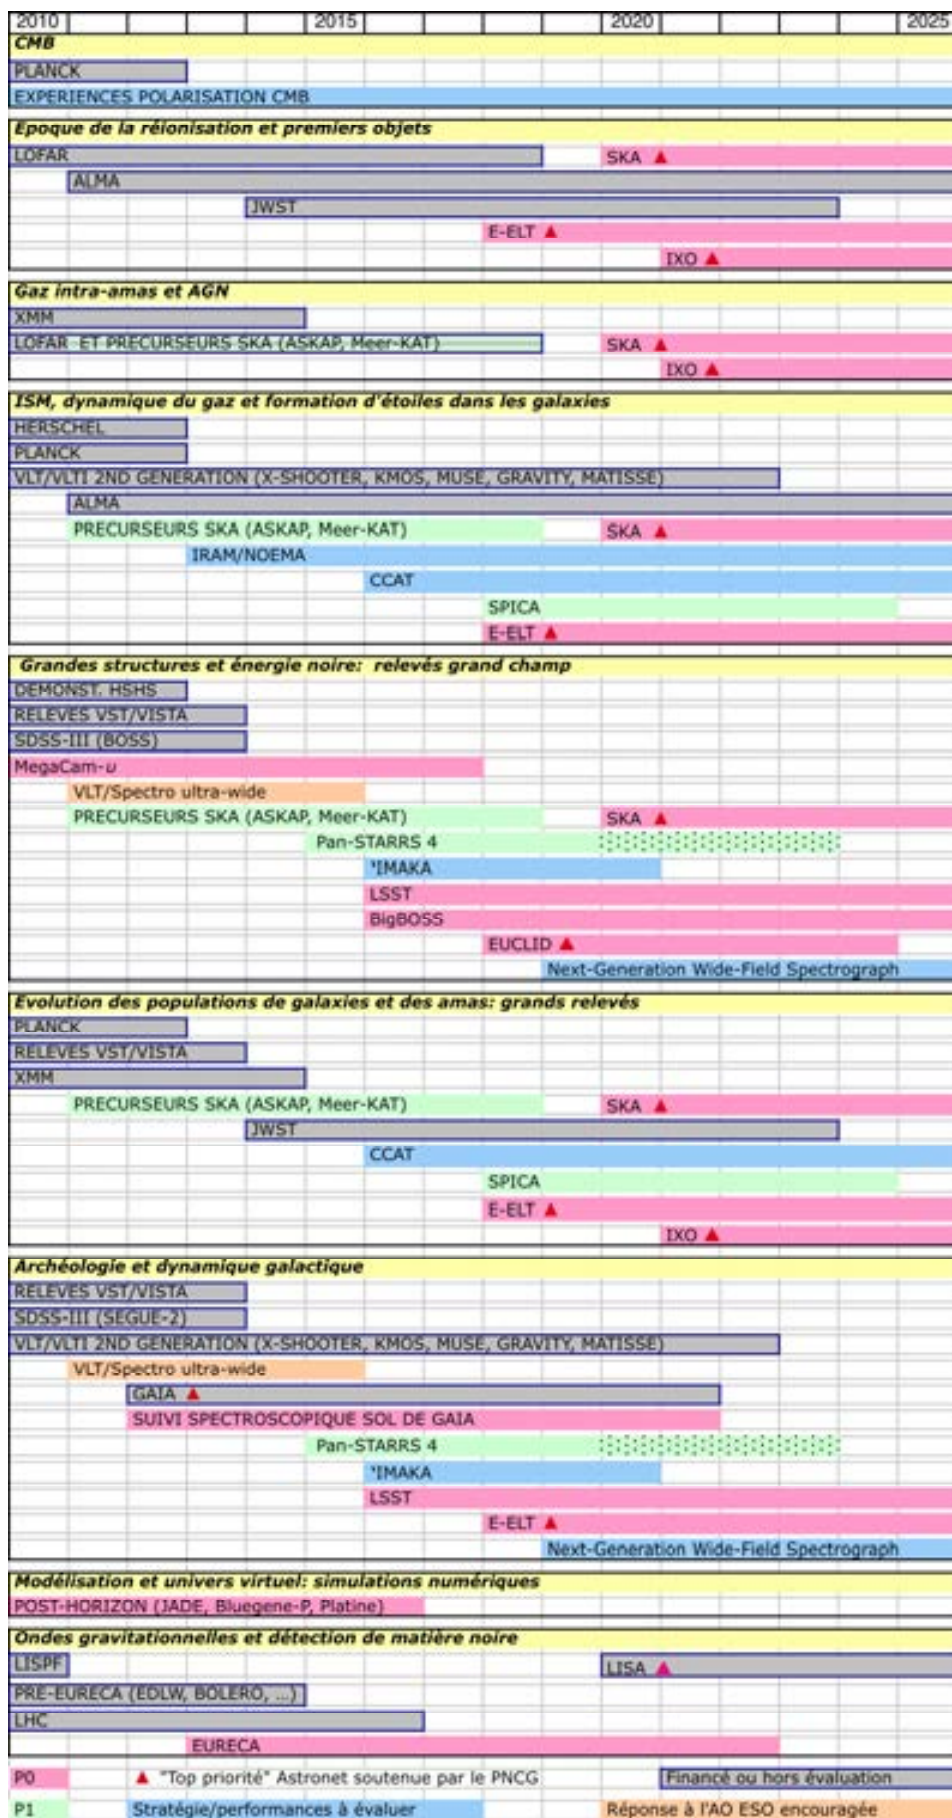 2010 2015 2020 2025
CMB
PLANCK
EXPERIENCES POLARISATION CMB
Epoque de la réionisation et premiers objets
LOFAR SKA
ALMA
JWST
E-ELT
IXO
Gaz intra-amas et AGN
XMM
LOFAR ET PRECURSEURS SKA (ASKAP, Meer-KAT) SKA
IXO
ISM, dynamique du gaz et formation d'étoiles dans les galaxies
HERSCHEL
PLANCK
VLT/VLTI 2ND GENERATION (X-SHOOTER, KMOS, MUSE, GRAVITY, MATISSE)
ALMA
PRECURSEURS SKA (ASKAP, Meer-KAT) SKA
IRAM/NOEMA
CCAT
SPICA
E-ELT
Grandes structures et énergie noire: relevés grand champ
DEMONST. HSHS
RELEVES VST/VISTA
SDSS-III (BOSS)
MegaCam-u
VLT/Spectro ultra-wide
PRECURSEURS SKA (ASKAP, Meer-KAT) SKA
Pan-STARRS 4
'IMAKA
LSST
BigBOSS
EUCLID
Next-Generation Wide-Field Spectrograph
Evolution des populations de galaxies et des amas: grands relevés
PLANCK
RELEVES VST/VISTA
XMM
PRECURSEURS SKA (ASKAP, Meer-KAT) SKA
JWST
CCAT
SPICA
E-ELT
IXO
Archéologie et dynamique galactique
RELEVES VST/VISTA
SDSS-III (SEGUE-2)
VLT/VLTI 2ND GENERATION (X-SHOOTER, KMOS, MUSE, GRAVITY, MATISSE)
VLT/Spectro ultra-wide
GAIA
SUIVI SPECTROSCOPIQUE SOL DE GAIA
Pan-STARRS 4
'IMAKA
LSST
E-ELT
Next-Generation Wide-Field Spectrograph
Modélisation et univers virtuel: simulations numériques
POST-HORIZON (JADE, Bluegene-P, Platine)
Ondes gravitationnelles et détection de matière noire
LISPF LISA
PRE-EURECA (EDLW, BOLERO, ...)
LHC
EURECA
P0 "Top priorité" Astronet soutenue par le PNCG Financé ou hors évaluation
P1 Stratégie/performances à évaluer Réponse à l'AO ESO encouragée